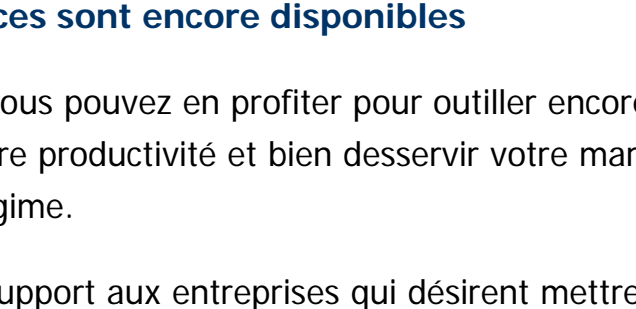 ces sont encore disponibles
ous pouvez en profiter pour outiller encore
re productivité et bien desservir votre mar
gime.
upport aux entreprises qui désirent mettre